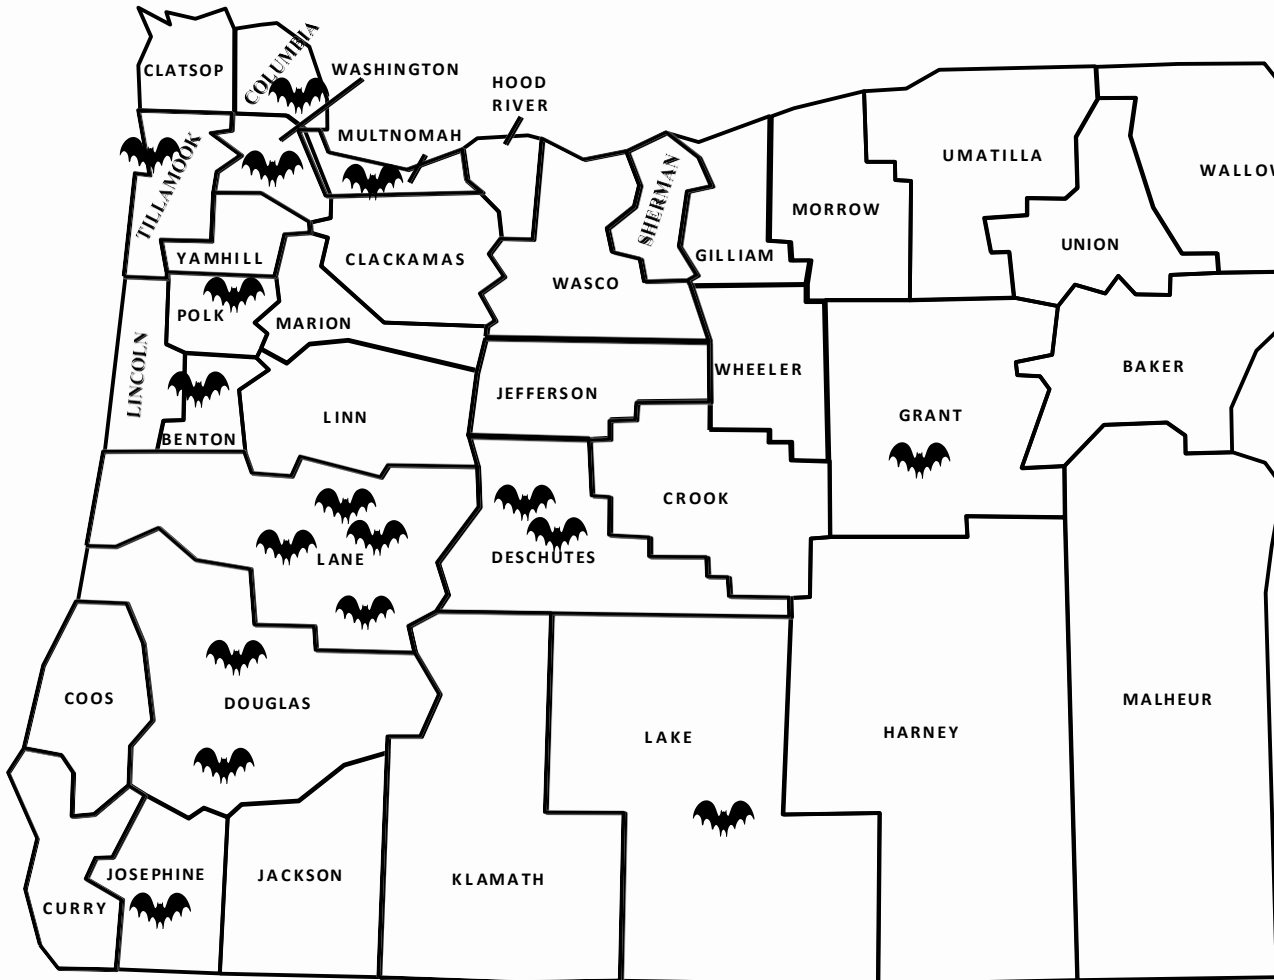 CLATSOP
COLUMBIA
WASHINGTON
HOOD
RIVER
MULTNOMAH
TILLAMOOK
YAMHILL
CLACKAMAS
WASCO
SHERMAN
GILLIAM
MORROW
UMATILLA
UNION
WALLOW
POLK
MARION
LINCOLN
BENTON
LINN
JEFFERSON
WHEELER
GRANT
BAKER
CROOK
LANE
DESCHUTES
COOS
DOUGLAS
LAKE
HARNEY
MALHEUR
CURRY
JOSEPHINE
JACKSON
KLAMATH